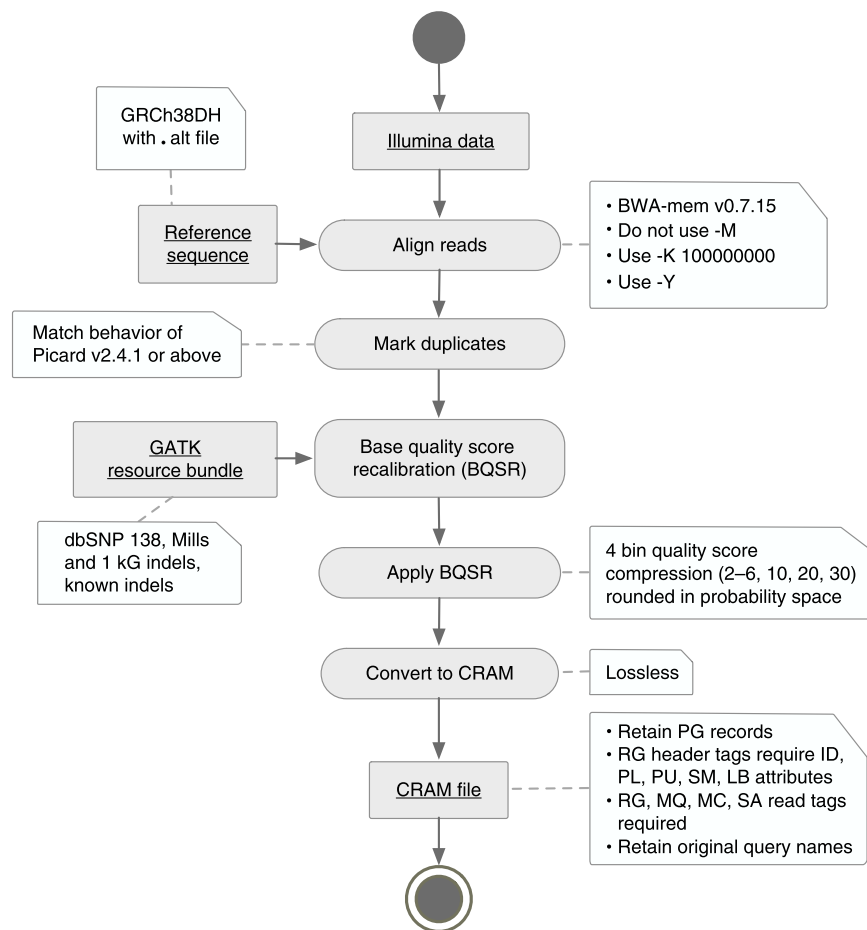 GRCh38DH
with .alt file
Illumina data
Reference
sequence
Align reads
• BWA-mem v0.7.15
• Do not use -M
• Use -K 100000000
• Use -Y
Match behavior of
Picard v2.4.1 or above
Mark duplicates
GATK
resource bundle
Base quality score
recalibration (BQSR)
dbSNP 138, Mills
and 1 kG indels,
known indels
Apply BQSR
4 bin quality score
compression (2–6, 10, 20, 30)
rounded in probability space
Convert to CRAM
Lossless
CRAM file
• Retain PG records
• RG header tags require ID,
PL, PU, SM, LB attributes
• RG, MQ, MC, SA read tags
required
• Retain original query names